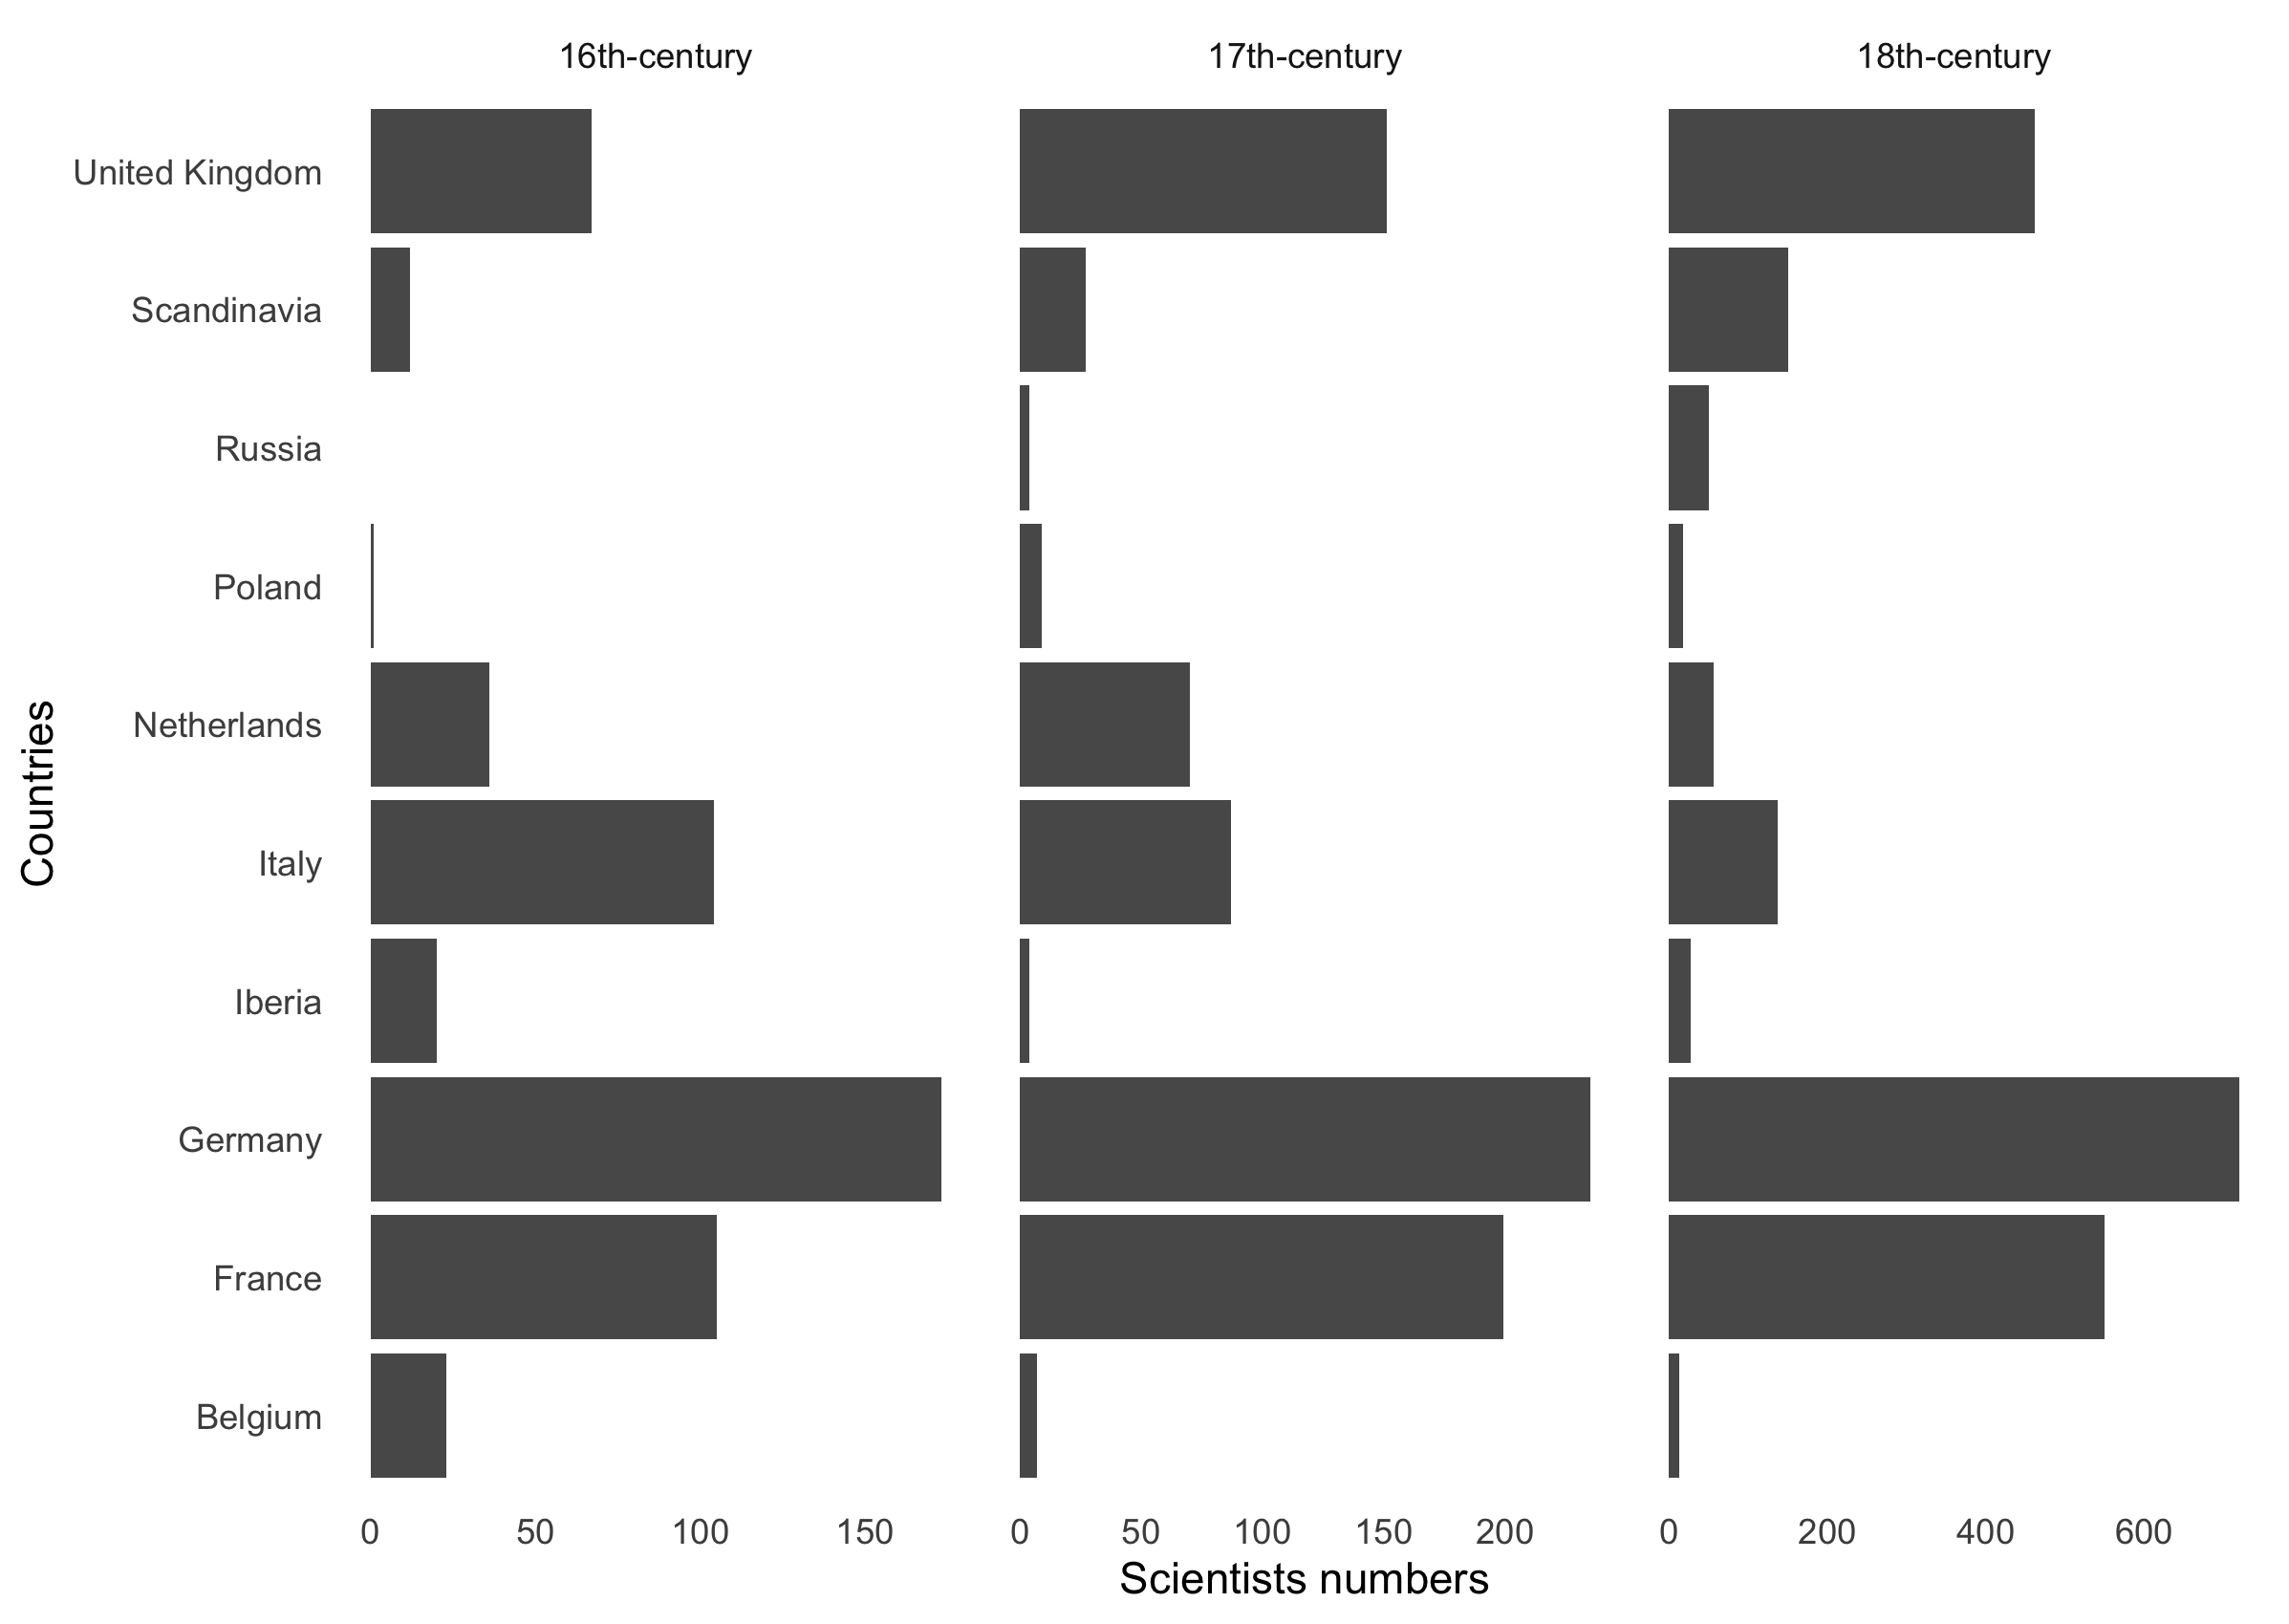 16th-century 17th-century 18th-century
United Kingdom
Scandinavia
Russia
Poland
Netherlands
Italy
Iberia
Germany
France
Belgium
Countries
0 50 100 150 0 50 100 150 200 0 200 400 600
Scientists numbers